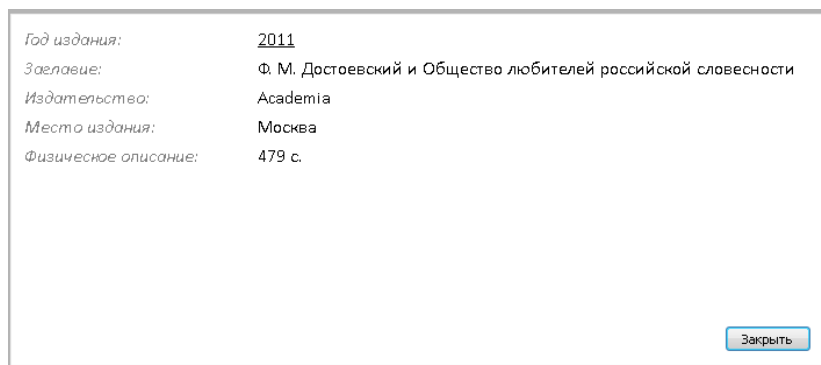 Год издания: 2011
Заглавие: Ф. М. Достоевский и Общество любителей российской словесности
Издательство: Academia
Место издания: Москва
Физическое описание: 479 с.
Закрыть